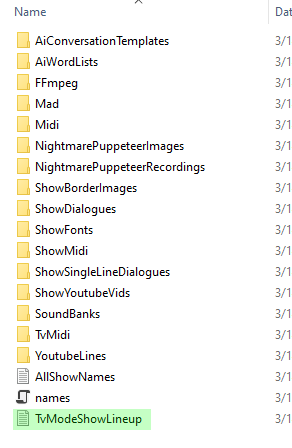 Name Dat
AiConversationTemplates 3/1
AiWordLists 3/1
FFmpeg 3/1
Mad 3/1
Midi 3/1
NightmarePuppeteerImages 3/1
NightmarePuppeteerRecordings 3/1
ShowBorderImages 3/1
ShowDialogues 3/1
ShowFonts 3/1
ShowMidi 3/1
ShowSingleLineDialogues 3/1
ShowYoutubeVids 3/1
SoundBanks 3/1
TvMidi 3/1
YoutubeLines 3/1
AllShowNames 3/1
names 3/1
TvModeShowLineup 3/1